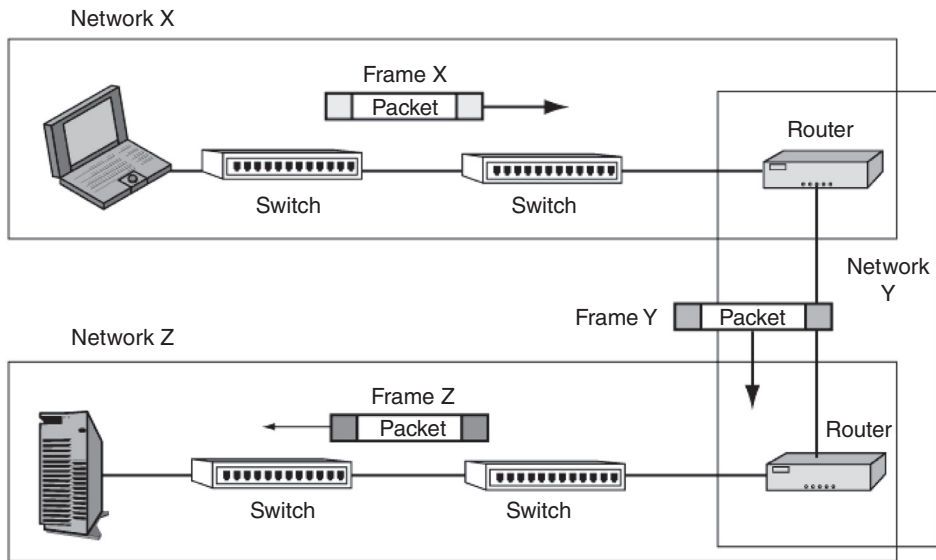 Network X
Frame X
Packet
Router
Switch
Switch
Network
Y
Frame Y
Packet
Network Z
Frame Z
Packet
Router
Switch
Switch